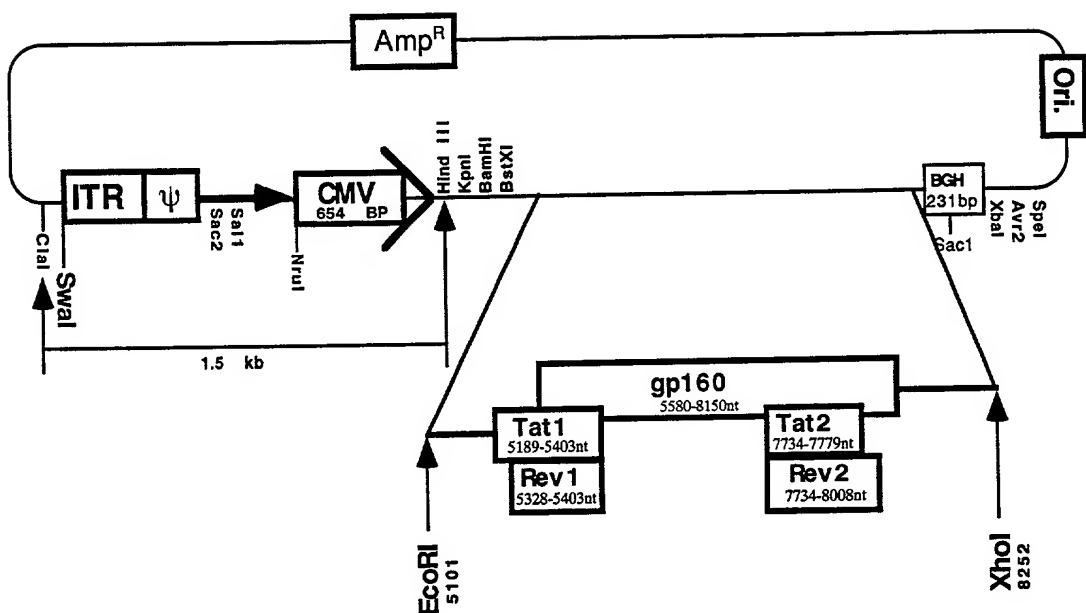 Amp^R
Ori.
ITR
ψ
Sac2
Sal1
CMV
654 BP
NruI
Hind III
KpnI
BamHI
BstXI
BGH
231bp
Sac1
XbaI
Avr2
SpeI
ClaI
SwaI
1.5 kb
gp160
5580-8150nt
Tat1
5189-5403nt
Rev1
5328-5403nt
Tat2
7734-7779nt
Rev2
7734-8008nt
EcoRI
5101
XhoI
8252